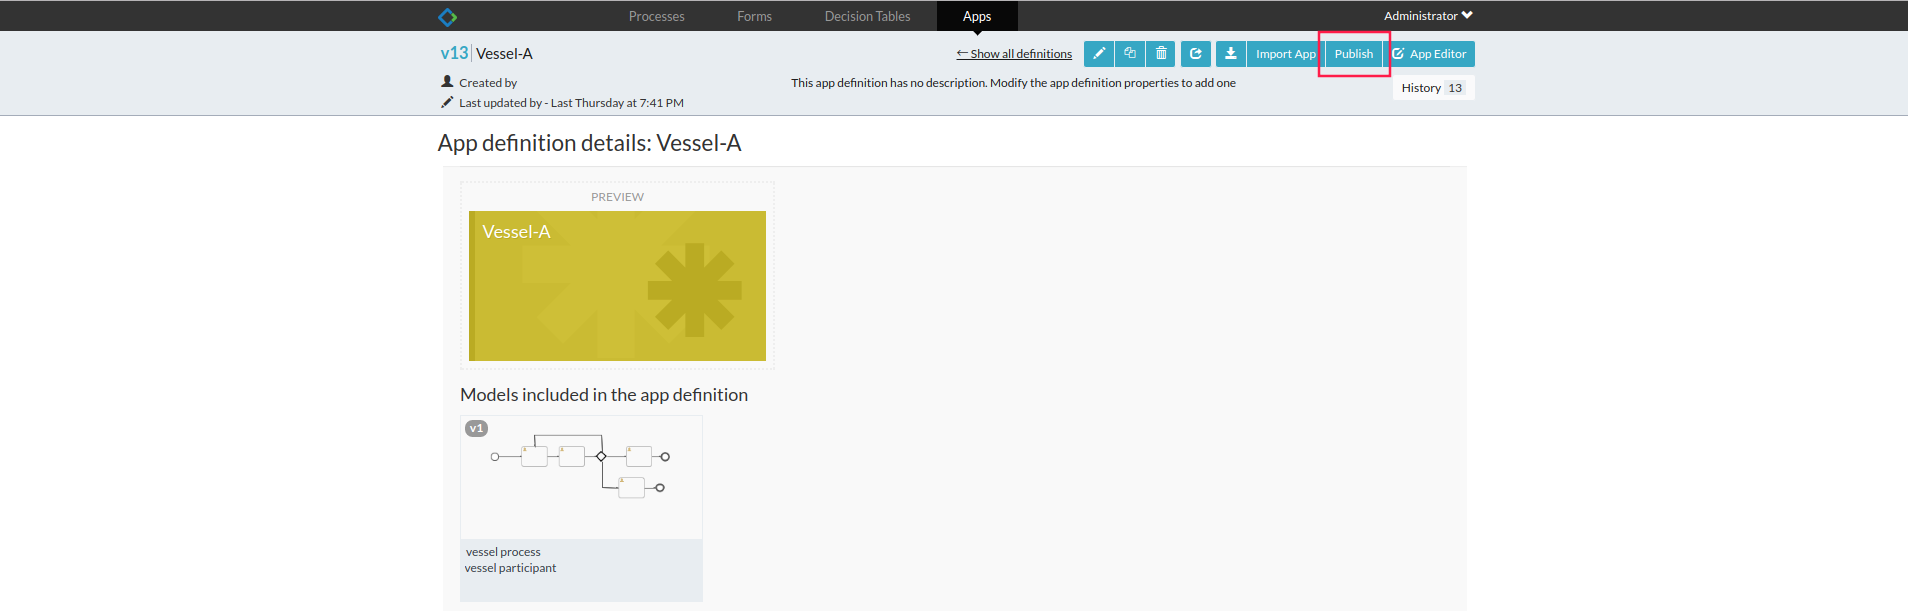 Processes Forms Decision Tables Apps Administrator
v13 Vessel-A ← Show all definitions Import App Publish App Editor
Created by This app definition has no description. Modify the app definition properties to add one History 13
Last updated by - Last Thursday at 7:41 PM
App definition details: Vessel-A
PREVIEW
Vessel-A
Models included in the app definition
v1
vessel process
vessel participant